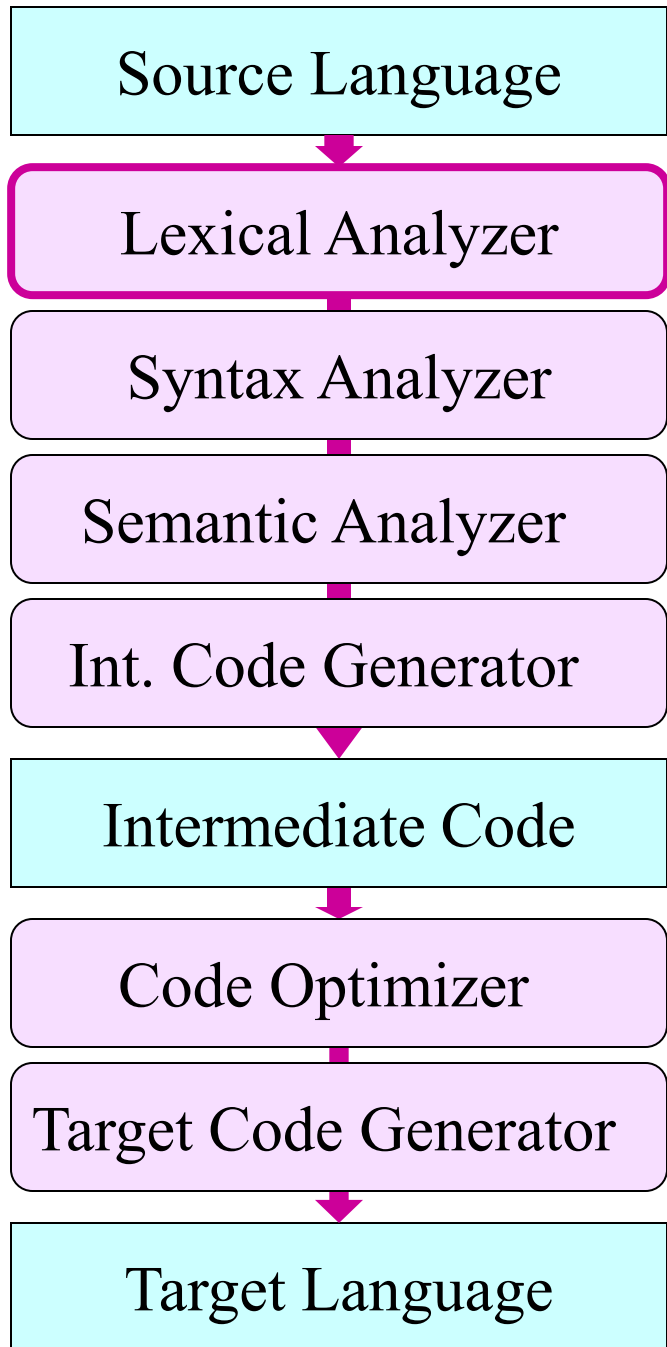 Source Language
Lexical Analyzer
Syntax Analyzer
Semantic Analyzer
Int. Code Generator
Intermediate Code
Code Optimizer
Target Code Generator
Target Language